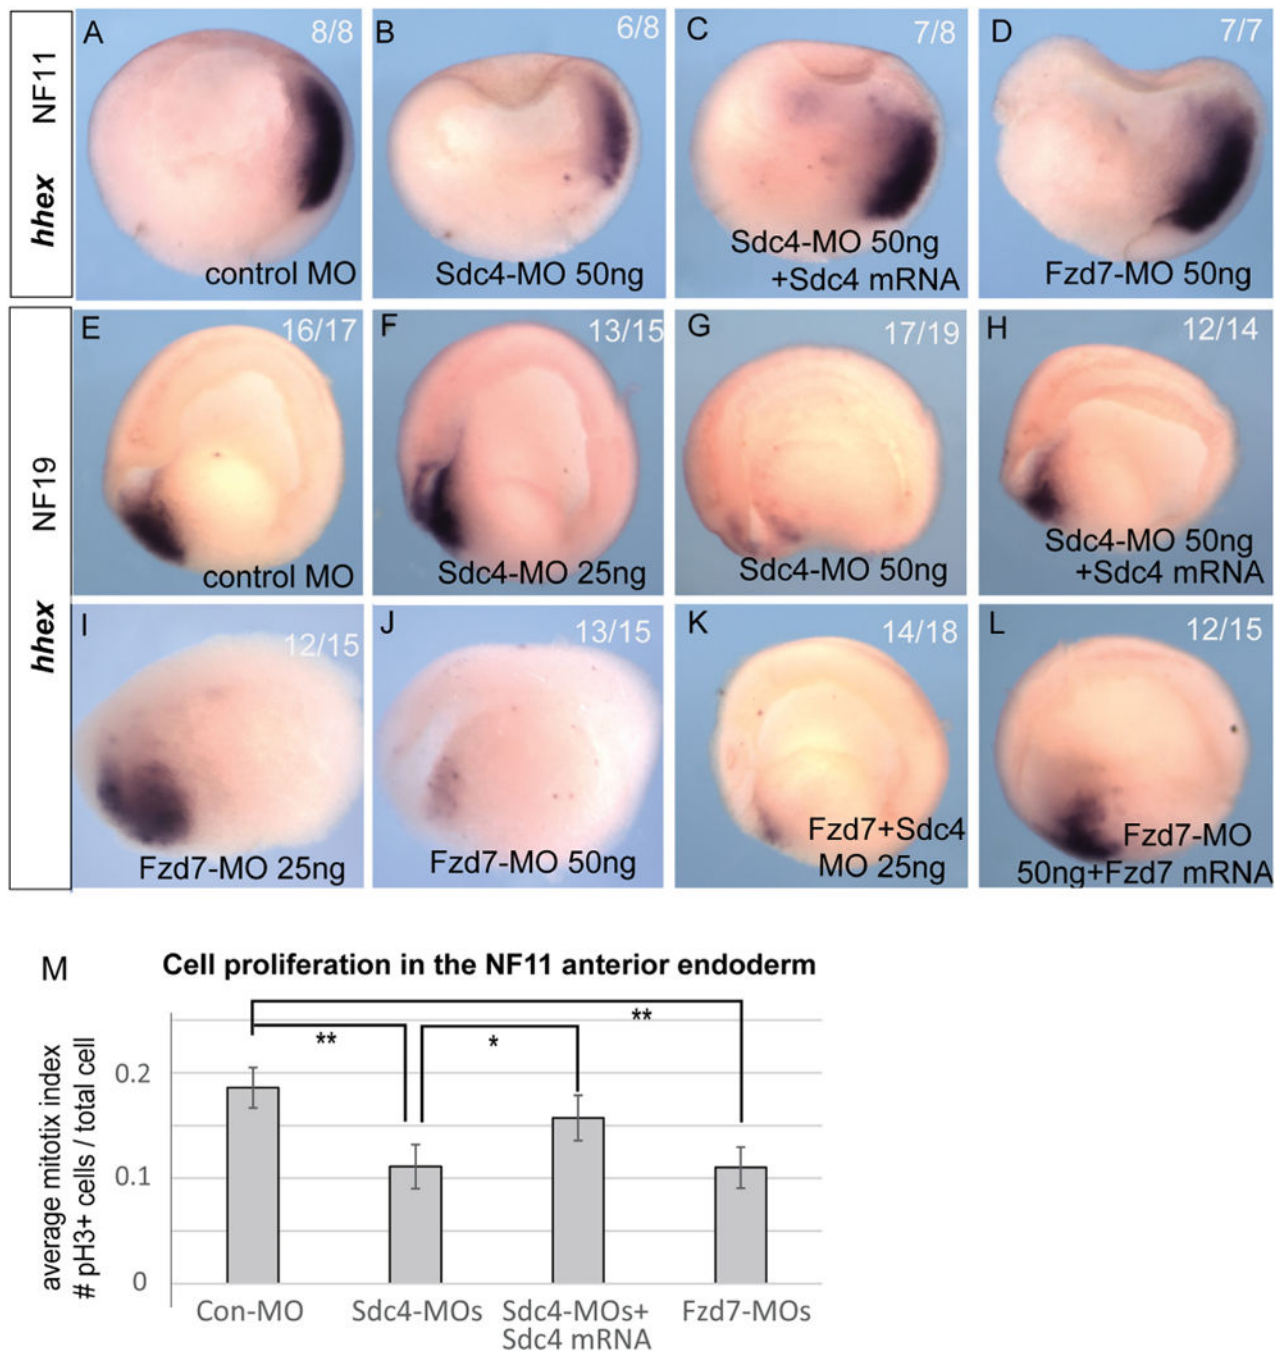 hhex NF11
A 8/8
control MO
B 6/8
Sdc4-MO 50ng
C 7/8
Sdc4-MO 50ng
+Sdc4 mRNA
D 7/7
Fzd7-MO 50ng
hhex NF19
E 16/17
control MO
F 13/15
Sdc4-MO 25ng
G 17/19
Sdc4-MO 50ng
H 12/14
Sdc4-MO 50ng
+Sdc4 mRNA
I 12/15
Fzd7-MO 25ng
J 13/15
Fzd7-MO 50ng
K 14/18
Fzd7+Sdc4
MO 25ng
L 12/15
Fzd7-MO
50ng+Fzd7 mRNA
M Cell proliferation in the NF11 anterior endoderm
average mitotix index
# pH3+ cells / total cell
**
** *
0.2
0.1
0
Con-MO Sdc4-MOs Sdc4-MOs+ Fzd7-MOs
Sdc4 mRNA